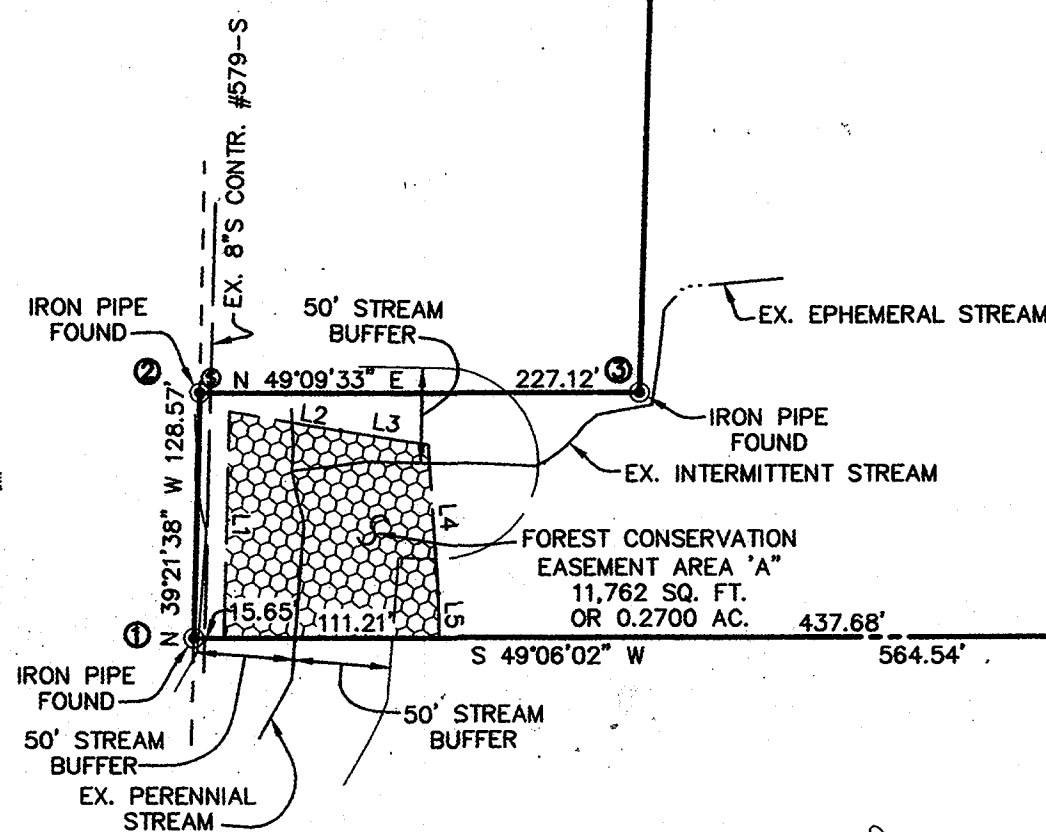 EX. 8"S CONTR. #579-S
IRON PIPE
FOUND
50' STREAM
BUFFER
EX. EPHEMERAL STREAM
②
S
N 49°09'33" E
227.12'
③
IRON PIPE
FOUND
EX. INTERMITTENT STREAM
N 39°21'38" W 128.57'
L2
L3
L1
L4
L5
FOREST CONSERVATION
EASEMENT AREA 'A"
11,762 SQ. FT.
OR 0.2700 AC.
15.65'
111.21'
437.68'
①
S 49°06'02" W
564.54'
IRON PIPE
FOUND
50' STREAM
BUFFER
50' STREAM
BUFFER
EX. PERENNIAL
STREAM